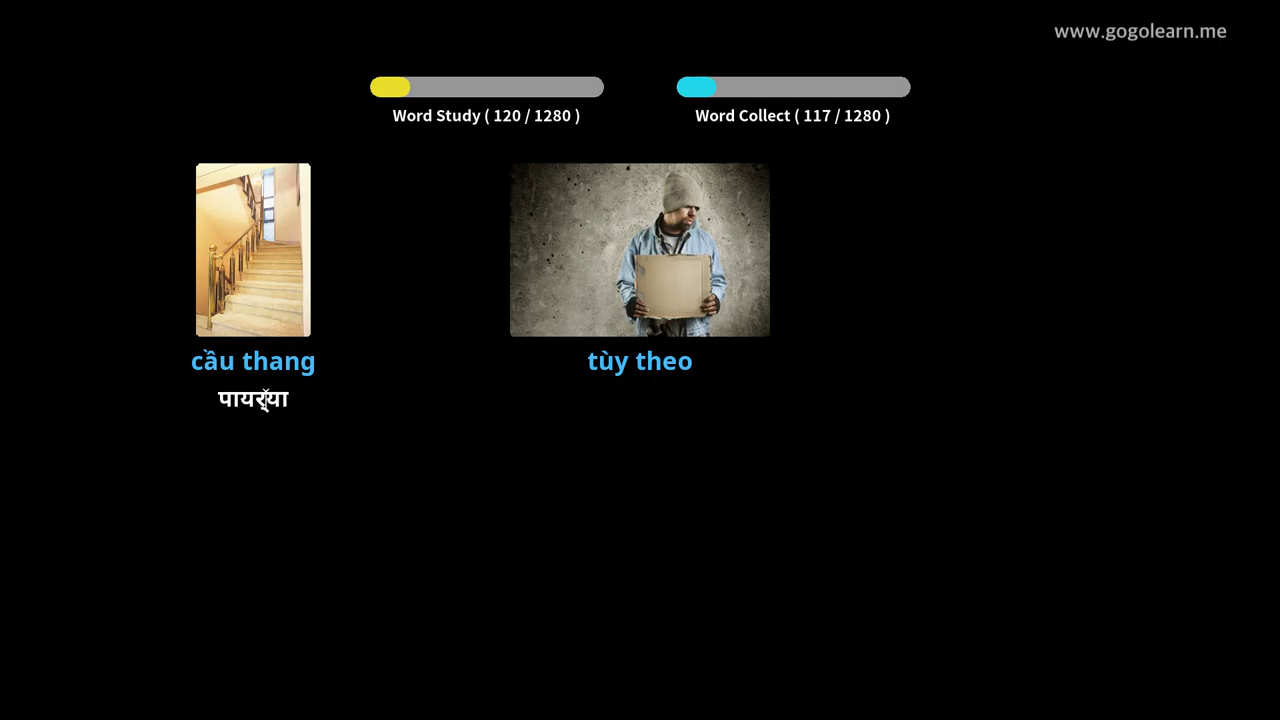 www.gogolearn.me
Word Study ( 120 / 1280 )
Word Collect ( 117 / 1280 )
cầu thang
tùy theo
पायऱ्या